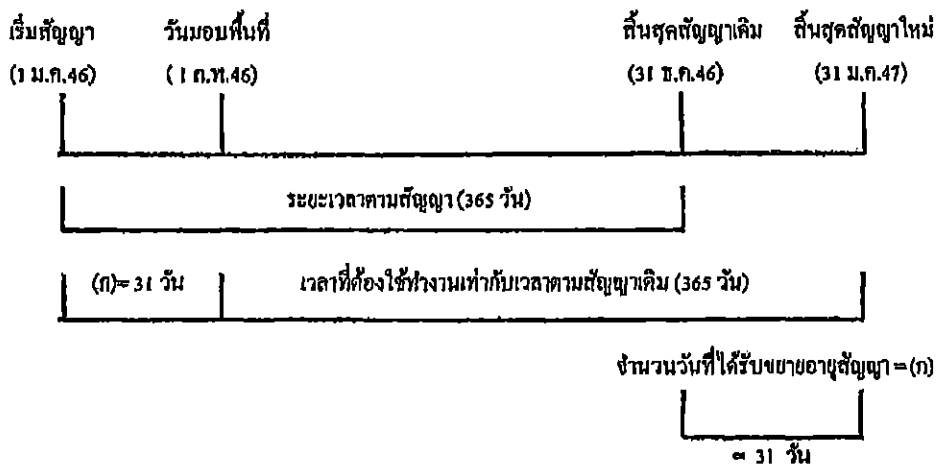 เริ่มสัญญา วันมอบพื้นที่ สิ้นสุดสัญญาเดิม สิ้นสุดสัญญาใหม่
(1 ม.ค.46) (1 ก.พ.46) (31 ธ.ค.46) (31 ม.ค.47)
ระยะเวลาตามสัญญา (365 วัน)
(ก)= 31 วัน เวลาที่ต้องใช้ทำงานเท่ากับเวลาตามสัญญาเดิม (365 วัน)
จำนวนวันที่ได้รับขยายอายุสัญญา = (ก)
= 31 วัน